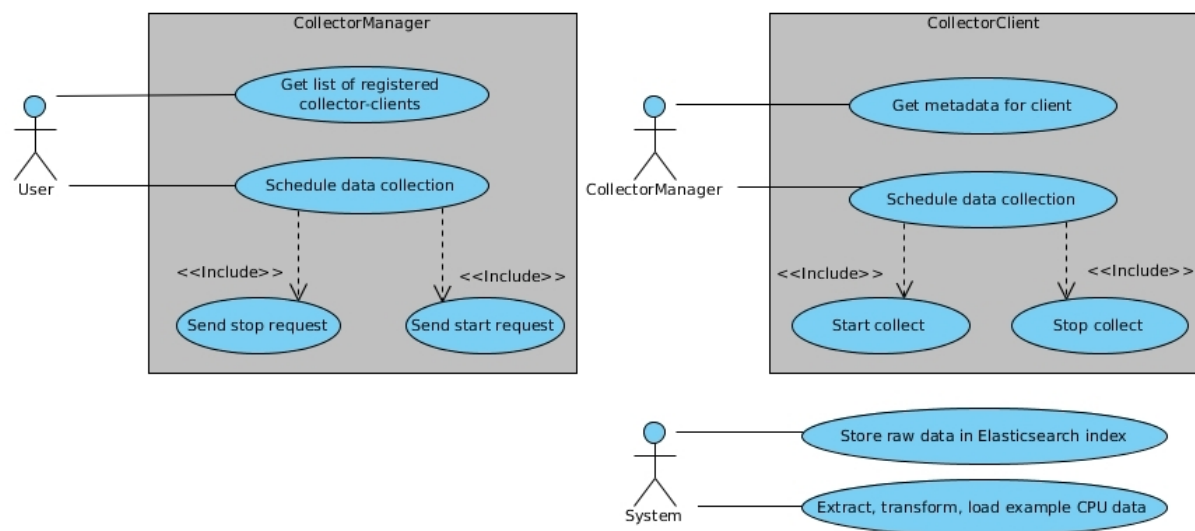 CollectorManager
Get list of registered
collector-clients
User
Schedule data collection
<<Include>>
<<Include>>
Send stop request
Send start request
CollectorClient
Get metadata for client
CollectorManager
Schedule data collection
<<Include>>
<<Include>>
Start collect
Stop collect
Store raw data in Elasticsearch index
System
Extract, transform, load example CPU data